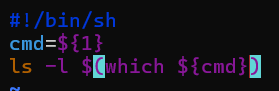 #!/bin/sh
cmd=${1}
ls -l $(which ${cmd})
~